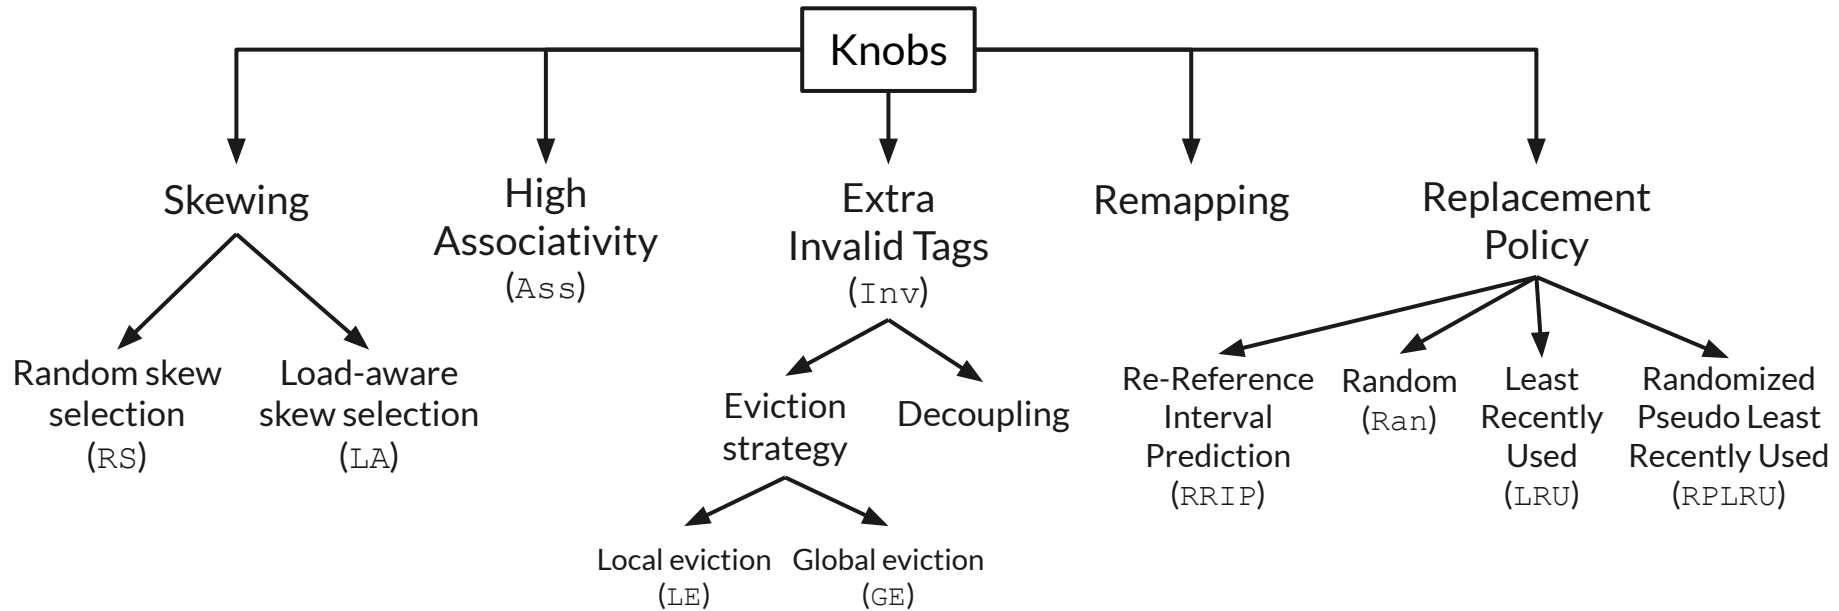 Knobs
Skewing
High
Associativity
(Ass)
Extra
Invalid Tags
(Inv)
Remapping
Replacement
Policy
Random skew
selection
(RS)
Load-aware
skew selection
(LA)
Eviction
strategy
Decoupling
Local eviction
(LE)
Global eviction
(GE)
Re-Reference
Interval
Prediction
(RRIP)
Random
(Ran)
Least
Recently
Used
(LRU)
Randomized
Pseudo Least
Recently Used
(RPLRU)